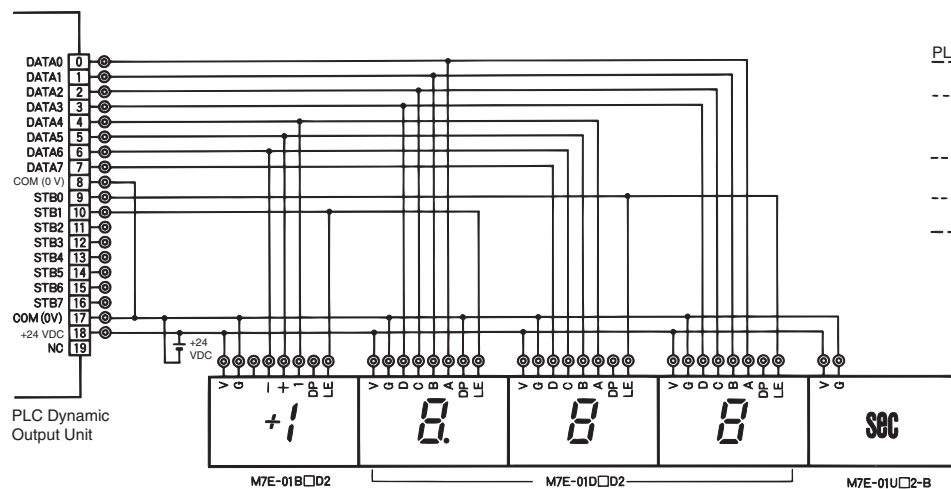 DATA0 0
DATA1 1
DATA2 2
DATA3 3
DATA4 4
DATA5 5
DATA6 6
DATA7 7
COM (0 V) 8
STB0 9
STB1 10
STB2 11
STB3 12
STB4 13
STB5 14
STB6 15
STB7 16
COM (0V) 17
+24 VDC 18
NC 19
PLC Dynamic
Output Unit
+24
VDC
PL
V G − + 1 DP LE
V G D C B A DP LE
V G D C B A DP LE
V G D C B A DP LE
V G
+1
8.
8
8
sec
M7E-01B□D2
M7E-01D□D2
M7E-01U□2-B